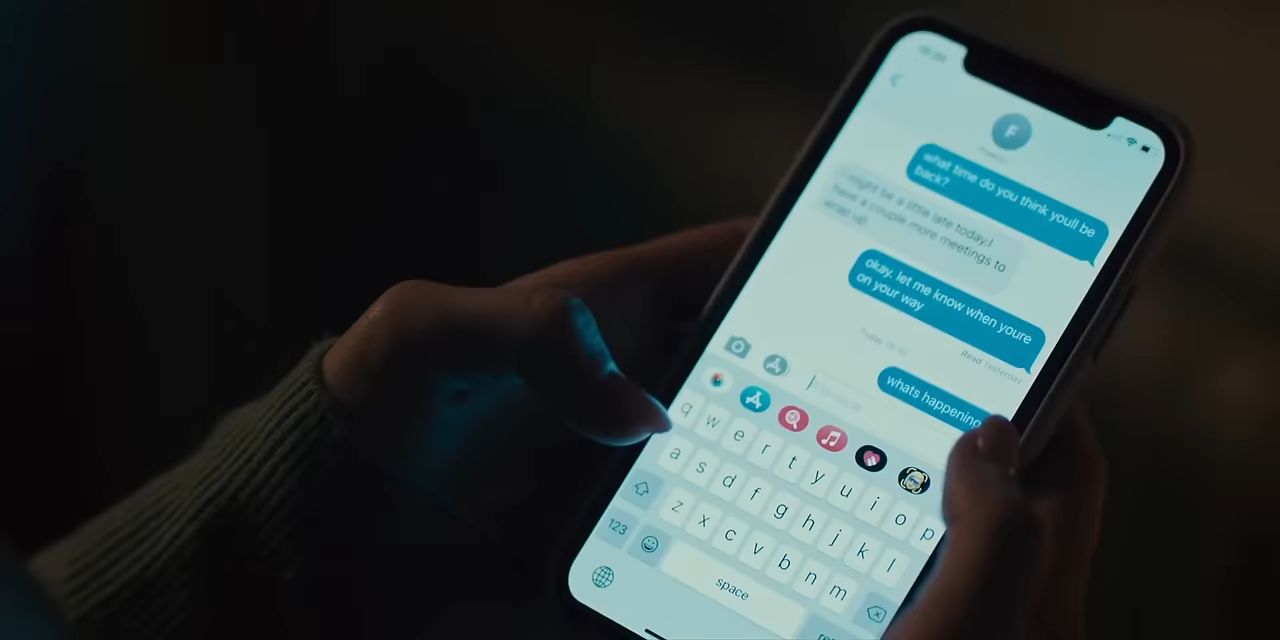 F
what time do you think youll be
back?
I might be a little late today.I
have a couple more meetings to
wrap up
okay. let me know when youre
on your way
Read Yesterday
whats happening
q w e r t y u i o p
a s d f g h j k l
z x c v b n m
123
space